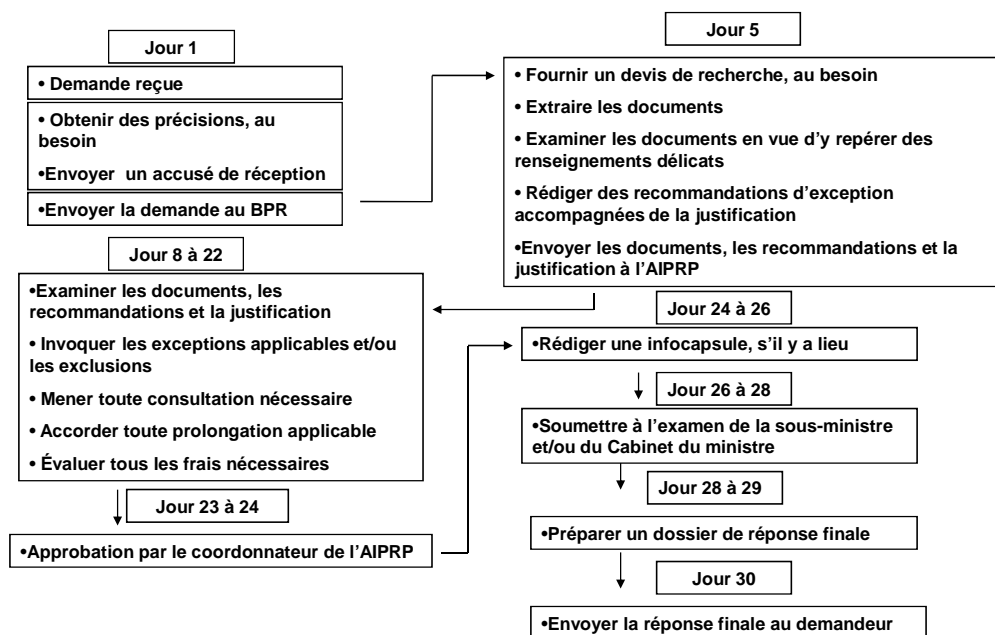 Jour 1
• Demande reçue
• Obtenir des précisions, au
besoin
•Envoyer un accusé de réception
•Envoyer la demande au BPR
Jour 5
• Fournir un devis de recherche, au besoin
• Extraire les documents
• Examiner les documents en vue d’y repérer des
renseignements délicats
• Rédiger des recommandations d’exception
accompagnées de la justification
•Envoyer les documents, les recommandations et la
justification à l’AIPRP
Jour 8 à 22
•Examiner les documents, les
recommandations et la justification
• Invoquer les exceptions applicables et/ou
les exclusions
• Mener toute consultation nécessaire
• Accorder toute prolongation applicable
• Évaluer tous les frais nécessaires
Jour 23 à 24
•Approbation par le coordonnateur de l’AIPRP
Jour 24 à 26
•Rédiger une infocapsule, s’il y a lieu
Jour 26 à 28
•Soumettre à l’examen de la sous-ministre
et/ou du Cabinet du ministre
Jour 28 à 29
•Préparer un dossier de réponse finale
Jour 30
•Envoyer la réponse finale au demandeur